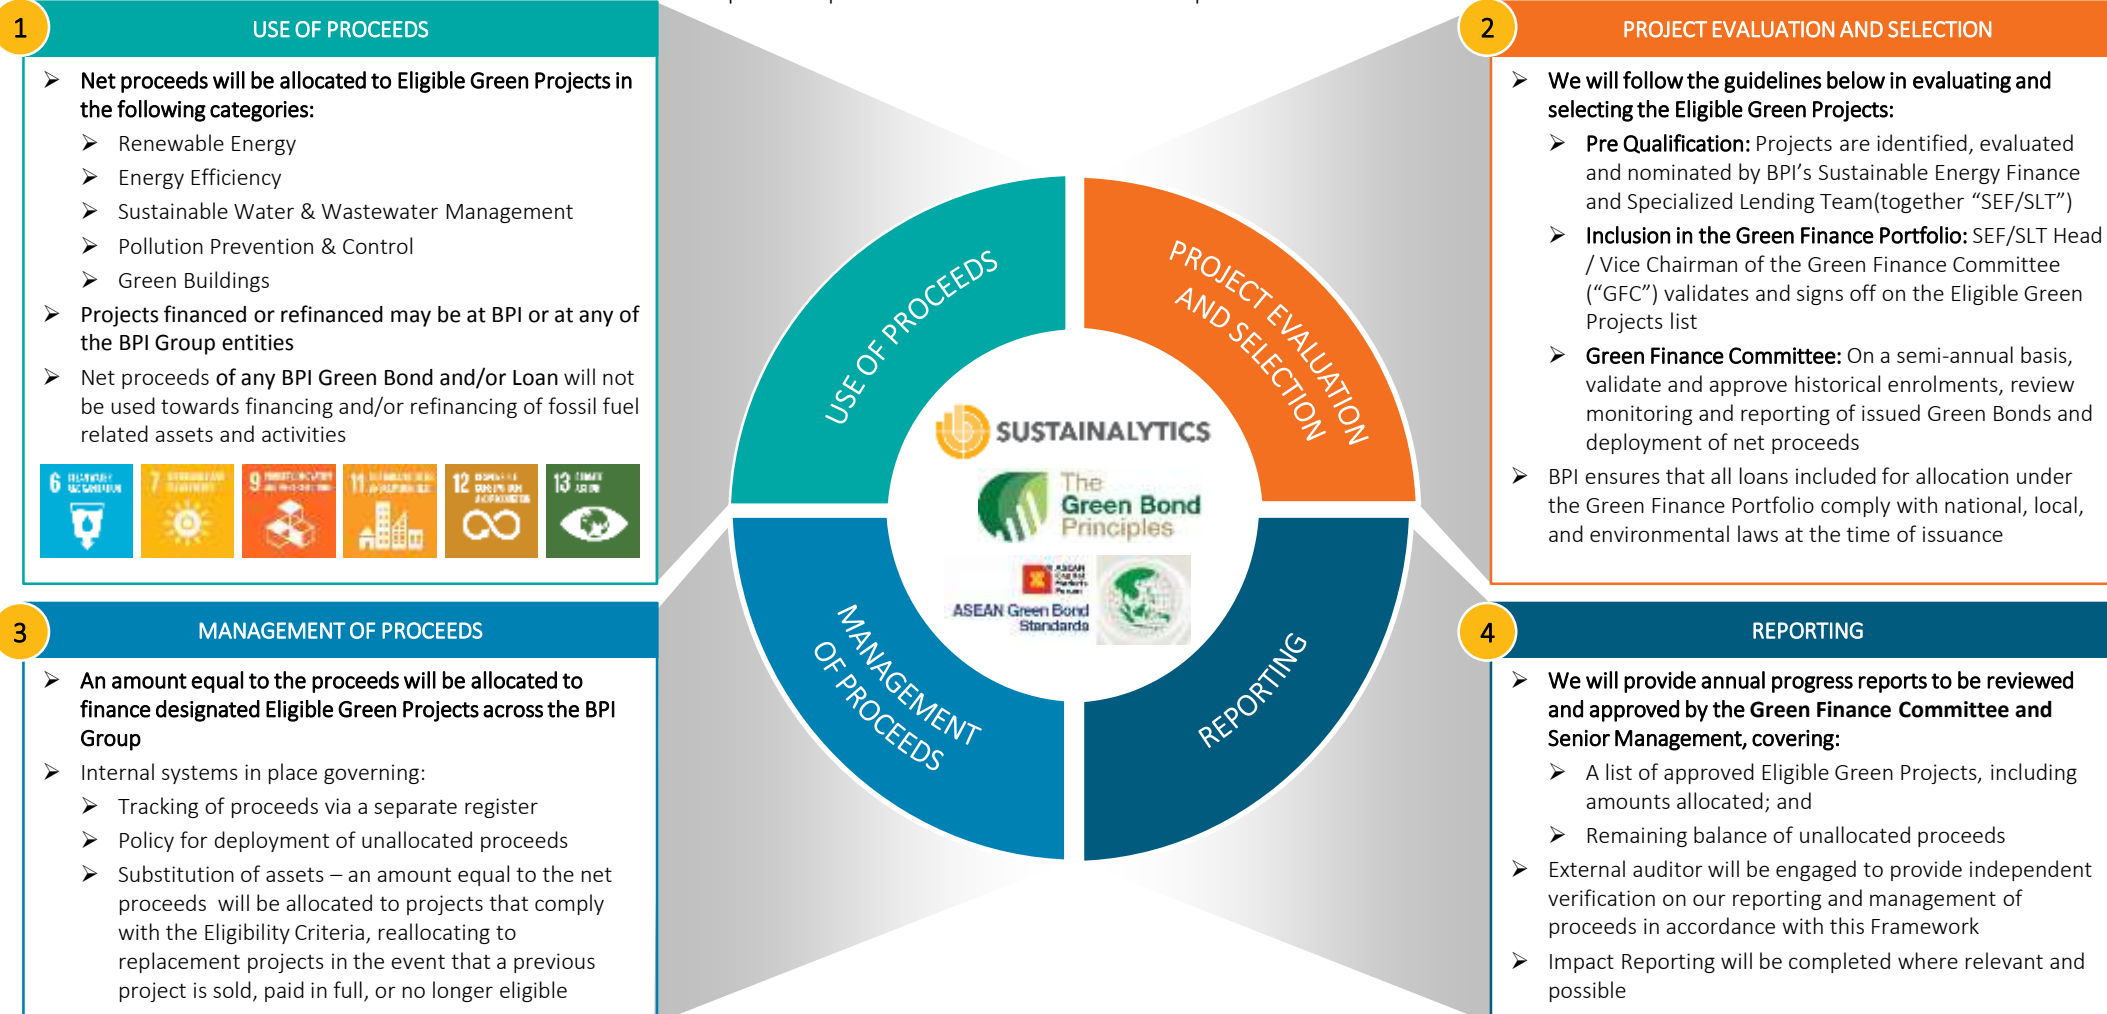 1
USE OF PROCEEDS
➢ Net proceeds will be allocated to Eligible Green Projects in
the following categories:
➢ Renewable Energy
➢ Energy Efficiency
➢ Sustainable Water & Wastewater Management
➢ Pollution Prevention & Control
➢ Green Buildings
➢ Projects financed or refinanced may be at BPI or at any of
the BPI Group entities
➢ Net proceeds of any BPI Green Bond and/or Loan will not
be used towards financing and/or refinancing of fossil fuel
related assets and activities
6
7
9
11
12
13 CLIMATE
ACTION
2
PROJECT EVALUATION AND SELECTION
➢ We will follow the guidelines below in evaluating and
selecting the Eligible Green Projects:
➢ Pre Qualification: Projects are identified, evaluated
and nominated by BPI's Sustainable Energy Finance
and Specialized Lending Team(together “SEF/SLT”)
➢ Inclusion in the Green Finance Portfolio: SEF/SLT Head
/ Vice Chairman of the Green Finance Committee
(“GFC”) validates and signs off on the Eligible Green
Projects list
➢ Green Finance Committee: On a semi-annual basis,
validate and approve historical enrolments, review
monitoring and reporting of issued Green Bonds and
deployment of net proceeds
➢ BPI ensures that all loans included for allocation under
the Green Finance Portfolio comply with national, local,
and environmental laws at the time of issuance
USE OF PROCEEDS
PROJECT EVALUATION
AND SELECTION
SUSTAINALYTICS
The
Green Bond
Principles
ASEAN
Capital
Markets
Forum
ASEAN Green Bond
Standards
MANAGEMENT
OF PROCEEDS
REPORTING
3
MANAGEMENT OF PROCEEDS
➢ An amount equal to the proceeds will be allocated to
finance designated Eligible Green Projects across the BPI
Group
➢ Internal systems in place governing:
➢ Tracking of proceeds via a separate register
➢ Policy for deployment of unallocated proceeds
➢ Substitution of assets – an amount equal to the net
proceeds will be allocated to projects that comply
with the Eligibility Criteria, reallocating to
replacement projects in the event that a previous
project is sold, paid in full, or no longer eligible
4
REPORTING
➢ We will provide annual progress reports to be reviewed
and approved by the Green Finance Committee and
Senior Management, covering:
➢ A list of approved Eligible Green Projects, including
amounts allocated; and
➢ Remaining balance of unallocated proceeds
➢ External auditor will be engaged to provide independent
verification on our reporting and management of
proceeds in accordance with this Framework
➢ Impact Reporting will be completed where relevant and
possible